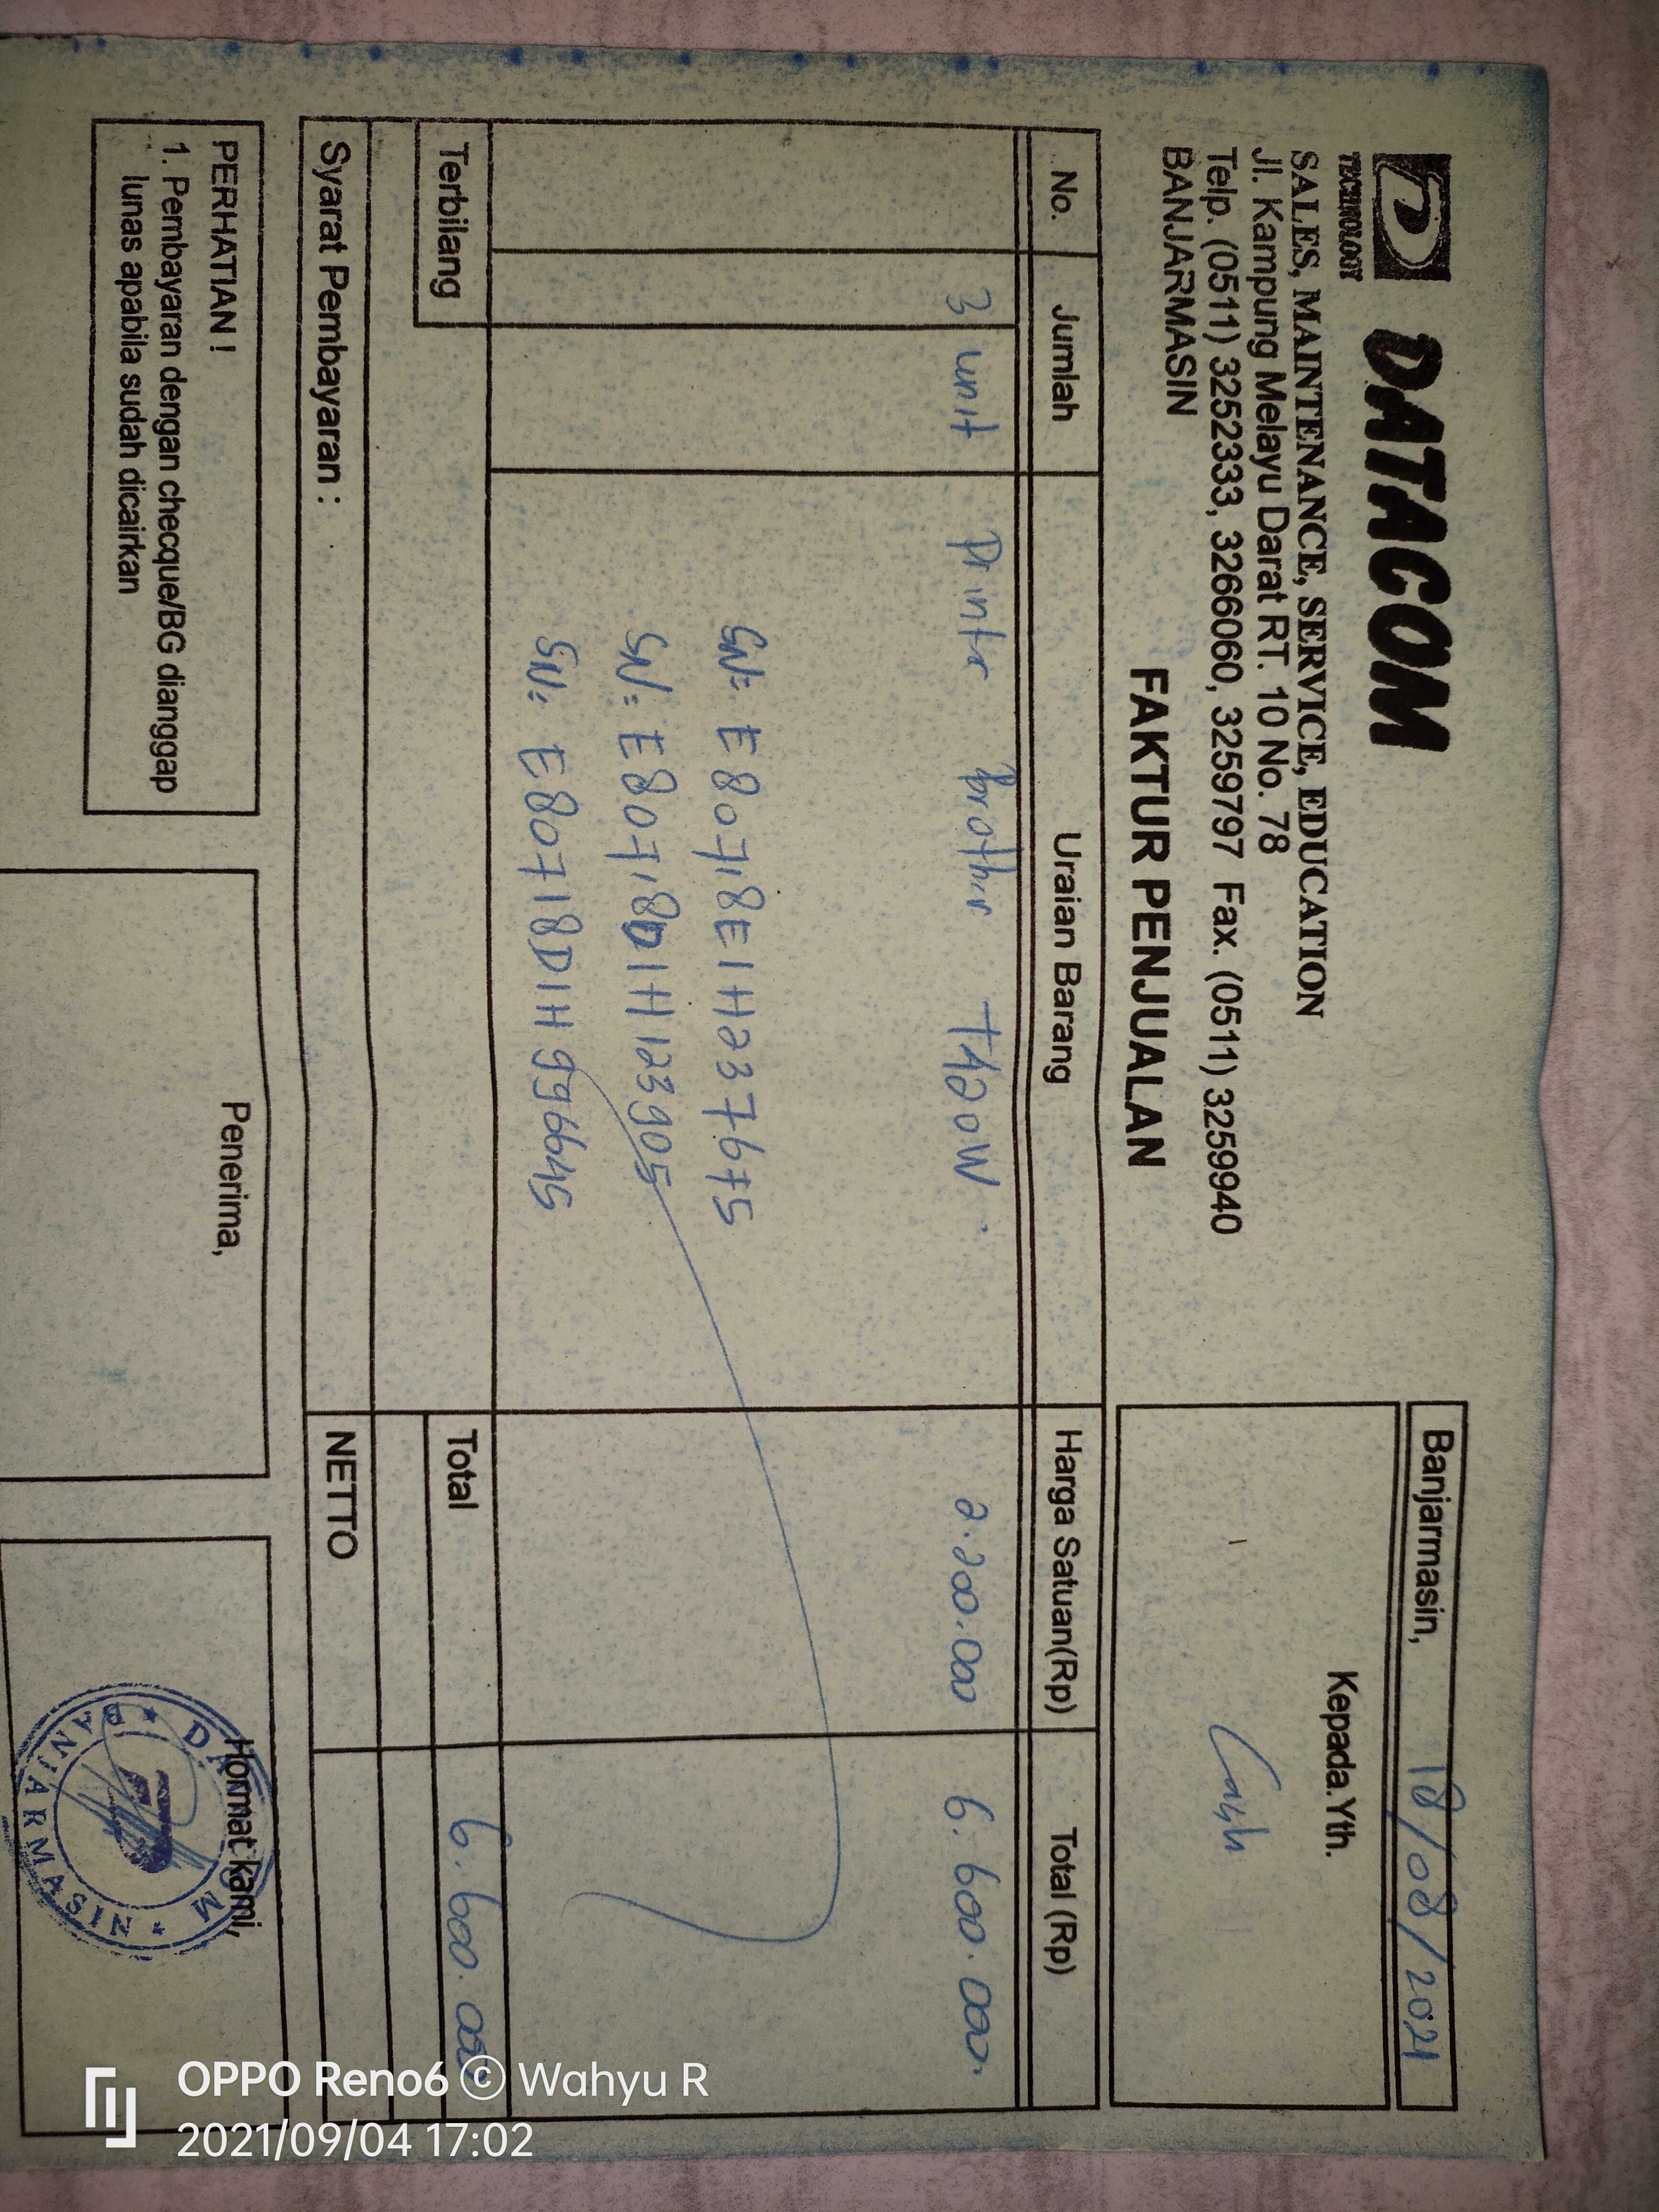 DATACOM
TECHNOLOGY
SALES, MAINTENANCE, SERVICE, EDUCATION
Jl. Kampung Melayu Darat RT. 10 No. 78
Telp. (0511) 3252333, 3266060, 3259797 Fax. (0511) 3259940
BANJARMASIN
Banjarmasin, 18/08/2021
Kepada.Yth.
Cash
FAKTUR PENJUALAN
No. Jumlah Uraian Barang Harga Satuan(Rp) Total (Rp)
3 unit Printer brother T420W 2.200.000 6.600.000.
SN: E80718E1H237675
SN: E80718D1H123905
SN: E80718D1H996645
Terbilang Total 6.600.000
Syarat Pembayaran : NETTO
PERHATIAN !
1. Pembayaran dengan checque/BG dianggap
lunas apabila sudah dicairkan
Penerima,
Hormat kami,
BANJARMASIN
OPPO Reno6 © Wahyu R
2021/09/04 17:02